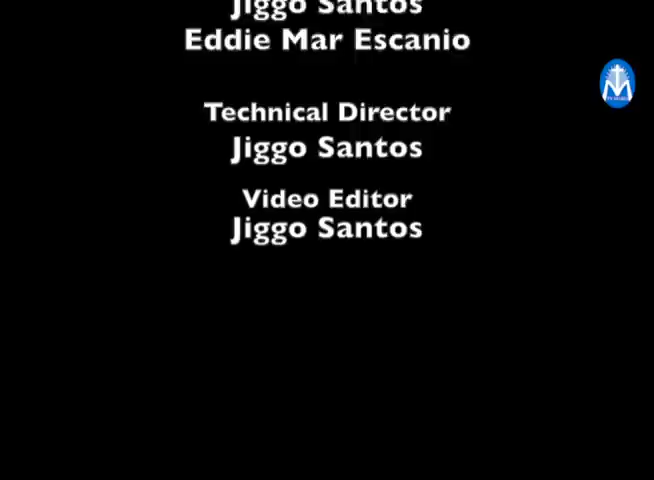 Jiggo Santos
Eddie Mar Escanio
Technical Director
Jiggo Santos
Video Editor
Jiggo Santos